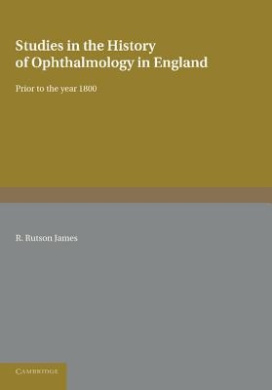 Studies in the History
of Ophthalmology in England
Prior to the year 1800
R. Rutson James
CAMBRIDGE